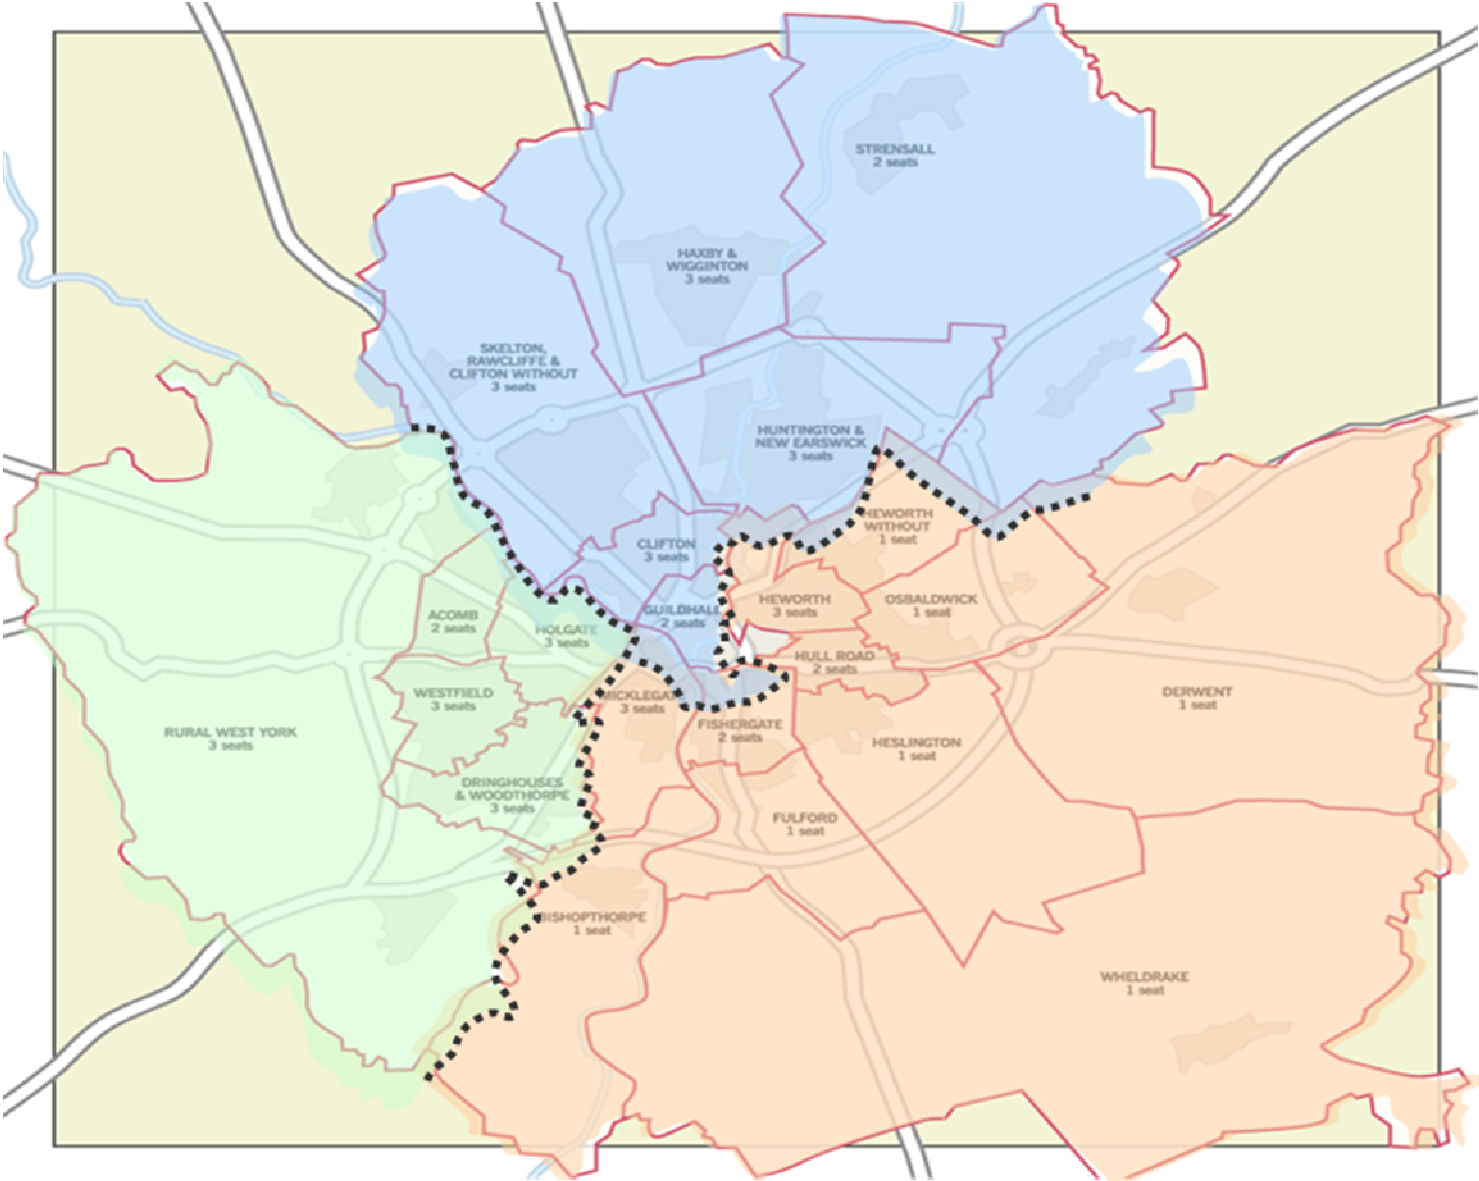 STRENSALL
2 seats
HAXBY &
WIGGINTON
3 seats
SKELTON,
RAWCLIFFE &
CLIFTON WITHOUT
3 seats
HUNTINGTON &
NEW EARSWICK
3 seats
HEWORTH
WITHOUT
1 seat
CLIFTON
3 seats
GUILDHALL
2 seats
HEWORTH
3 seats
OSBALDWICK
1 seat
ACOMB
2 seats
HOLGATE
3 seats
HULL ROAD
2 seats
WESTFIELD
3 seats
MICKLEGATE
3 seats
DERWENT
1 seat
RURAL WEST YORK
3 seats
FISHERGATE
2 seats
HESLINGTON
1 seat
DRINGHOUSES
& WOODTHORPE
3 seats
FULFORD
1 seat
BISHOPTHORPE
1 seat
WHELDRAKE
1 seat